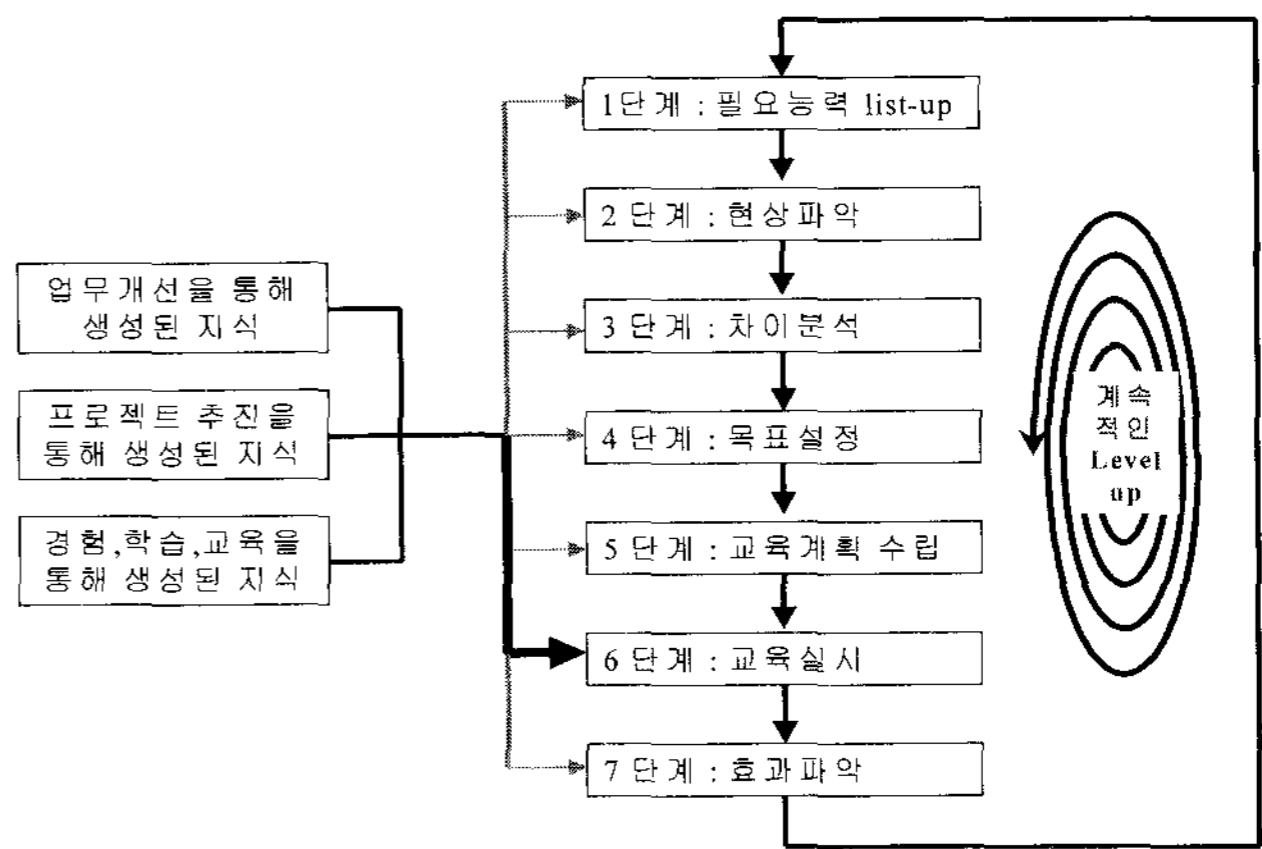 1단계 : 필요능력 list-up
2 단계 : 현상파악
3 단계 : 차이분석
4 단계 : 목표설정
5 단계 : 교육계획 수립
6 단계 : 교육실시
7 단계 : 효과파악
업무개선을 통해
생성된 지식
프로젝트 추진을
통해 생성된 지식
경험,학습,교육을
통해 생성된 지식
계속
적인
Level
up